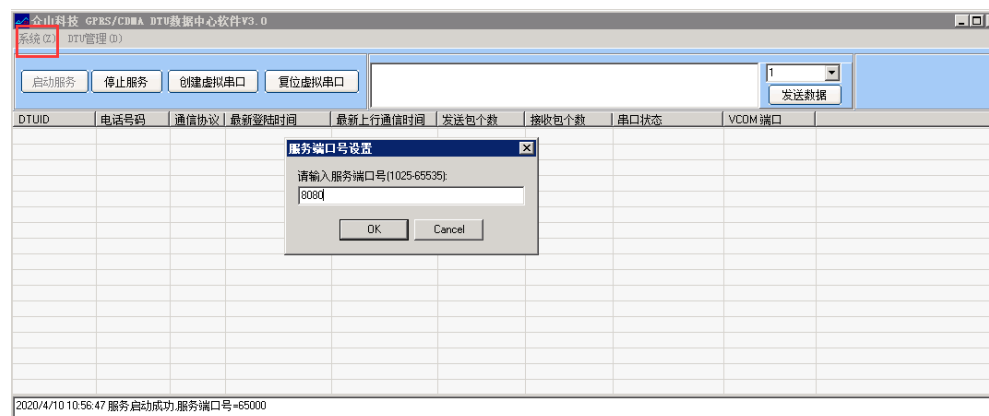 众山科技 GPRS/CDMA DTU数据中心软件V3.0
系统(Z) DTU管理(D)
启动服务 停止服务 创建虚拟串口 复位虚拟串口 1
发送数据
DTUID 电话号码 通信协议 最新登陆时间 最新上行通信时间 发送包个数 接收包个数 串口状态 VCOM端口
服务端口号设置
请输入服务端口号(1025-65535):
8080
OK Cancel
2020/4/10 10:56:47 服务启动成功.服务端口号=65000